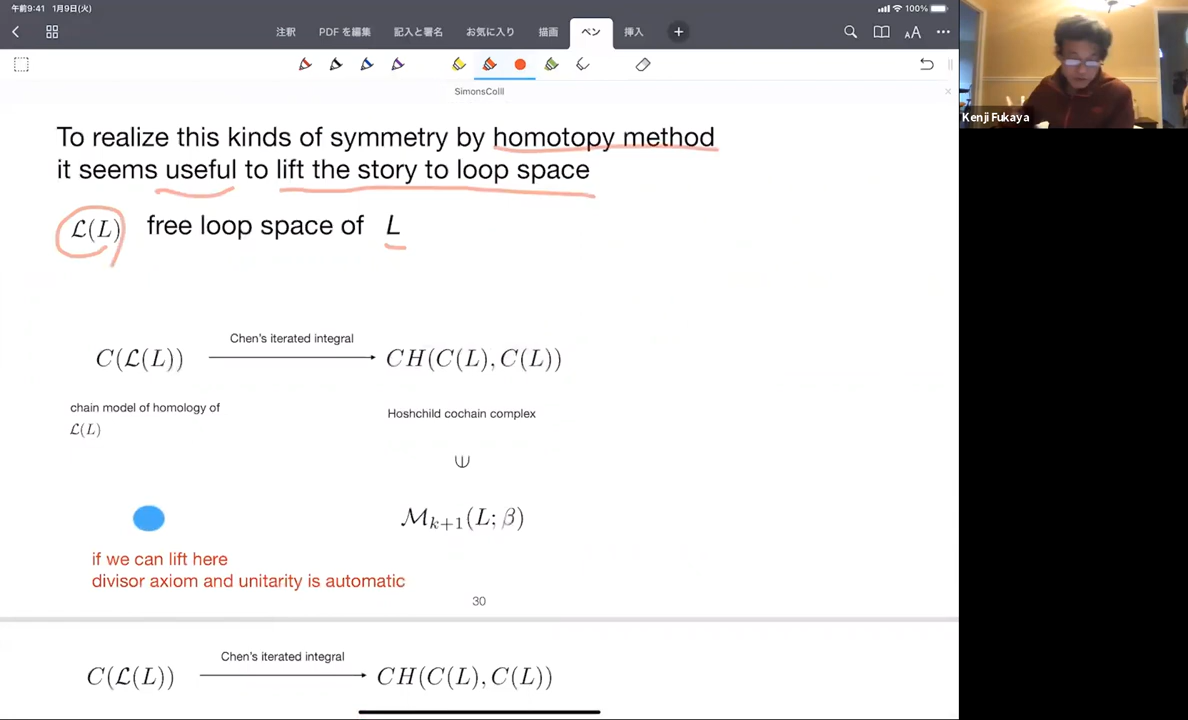 午前9:41 1月9日(火)
100%
注釈 PDF を編集 記入と署名 お気に入り 描画 ペン 挿入
AA
SimonsColll
Kenji Fukaya
To realize this kinds of symmetry by homotopy method
it seems useful to lift the story to loop space
ℒ(L) free loop space of L
Chen's iterated integral
C(ℒ(L)) CH(C(L), C(L))
chain model of homology of
ℒ(L)
Hoshchild cochain complex
ℳ_{k+1}(L; β)
if we can lift here
divisor axiom and unitarity is automatic
30
Chen's iterated integral
C(ℒ(L)) CH(C(L), C(L))